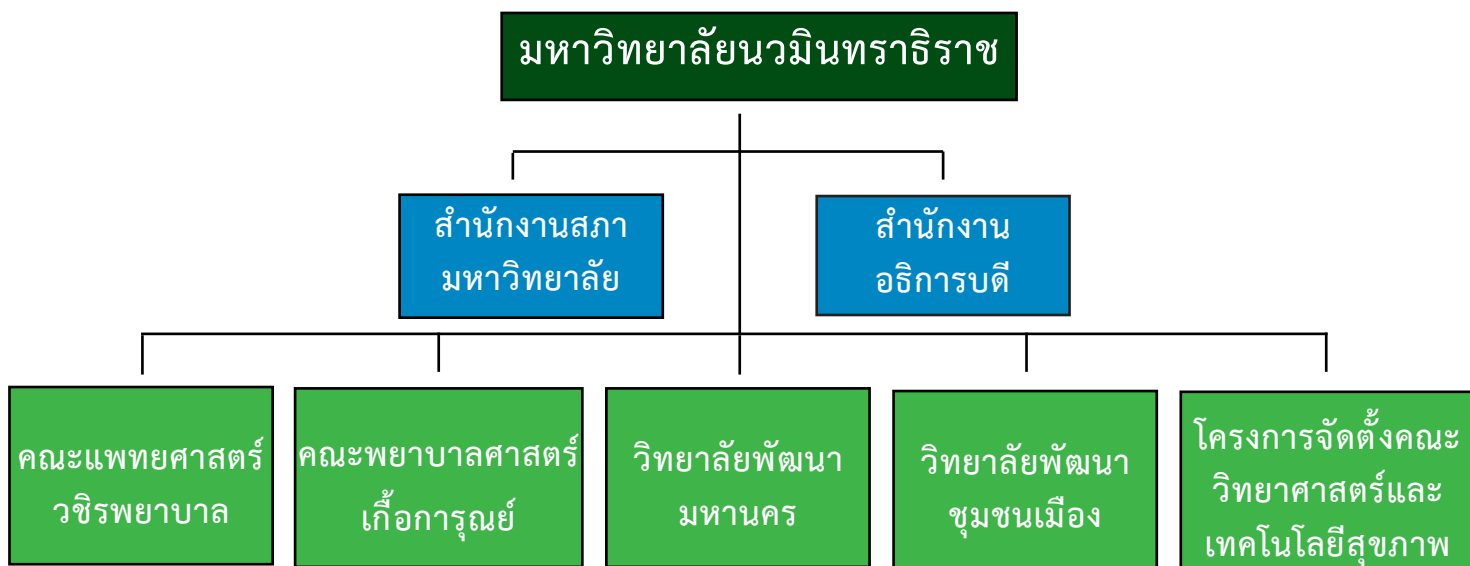 มหาวิทยาลัยนวมินทราธิราช
สำนักงานสภา
มหาวิทยาลัย
สำนักงาน
อธิการบดี
คณะแพทยศาสตร์
วชิรพยาบาล
คณะพยาบาลศาสตร์
เกื้อการุณย์
วิทยาลัยพัฒนา
มหานคร
วิทยาลัยพัฒนา
ชุมชนเมือง
โครงการจัดตั้งคณะ
วิทยาศาสตร์และ
เทคโนโลยีสุขภาพ